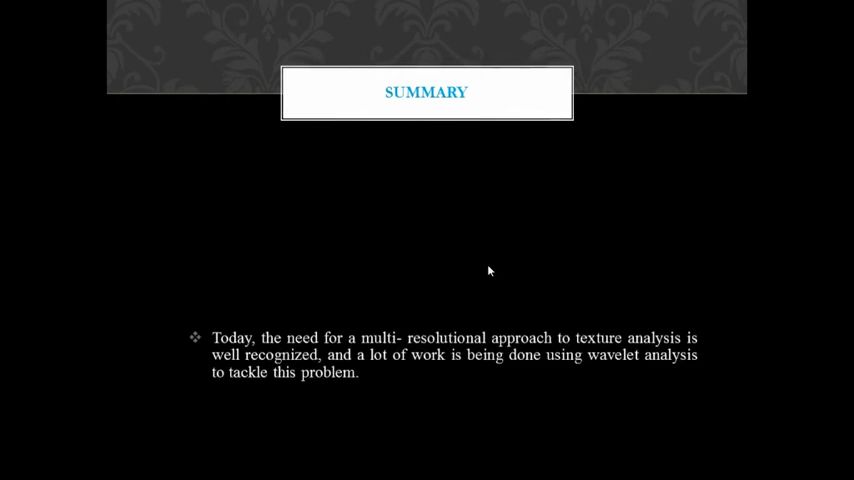 SUMMARY
Today, the need for a multi- resolutional approach to texture analysis is
well recognized, and a lot of work is being done using wavelet analysis
to tackle this problem.